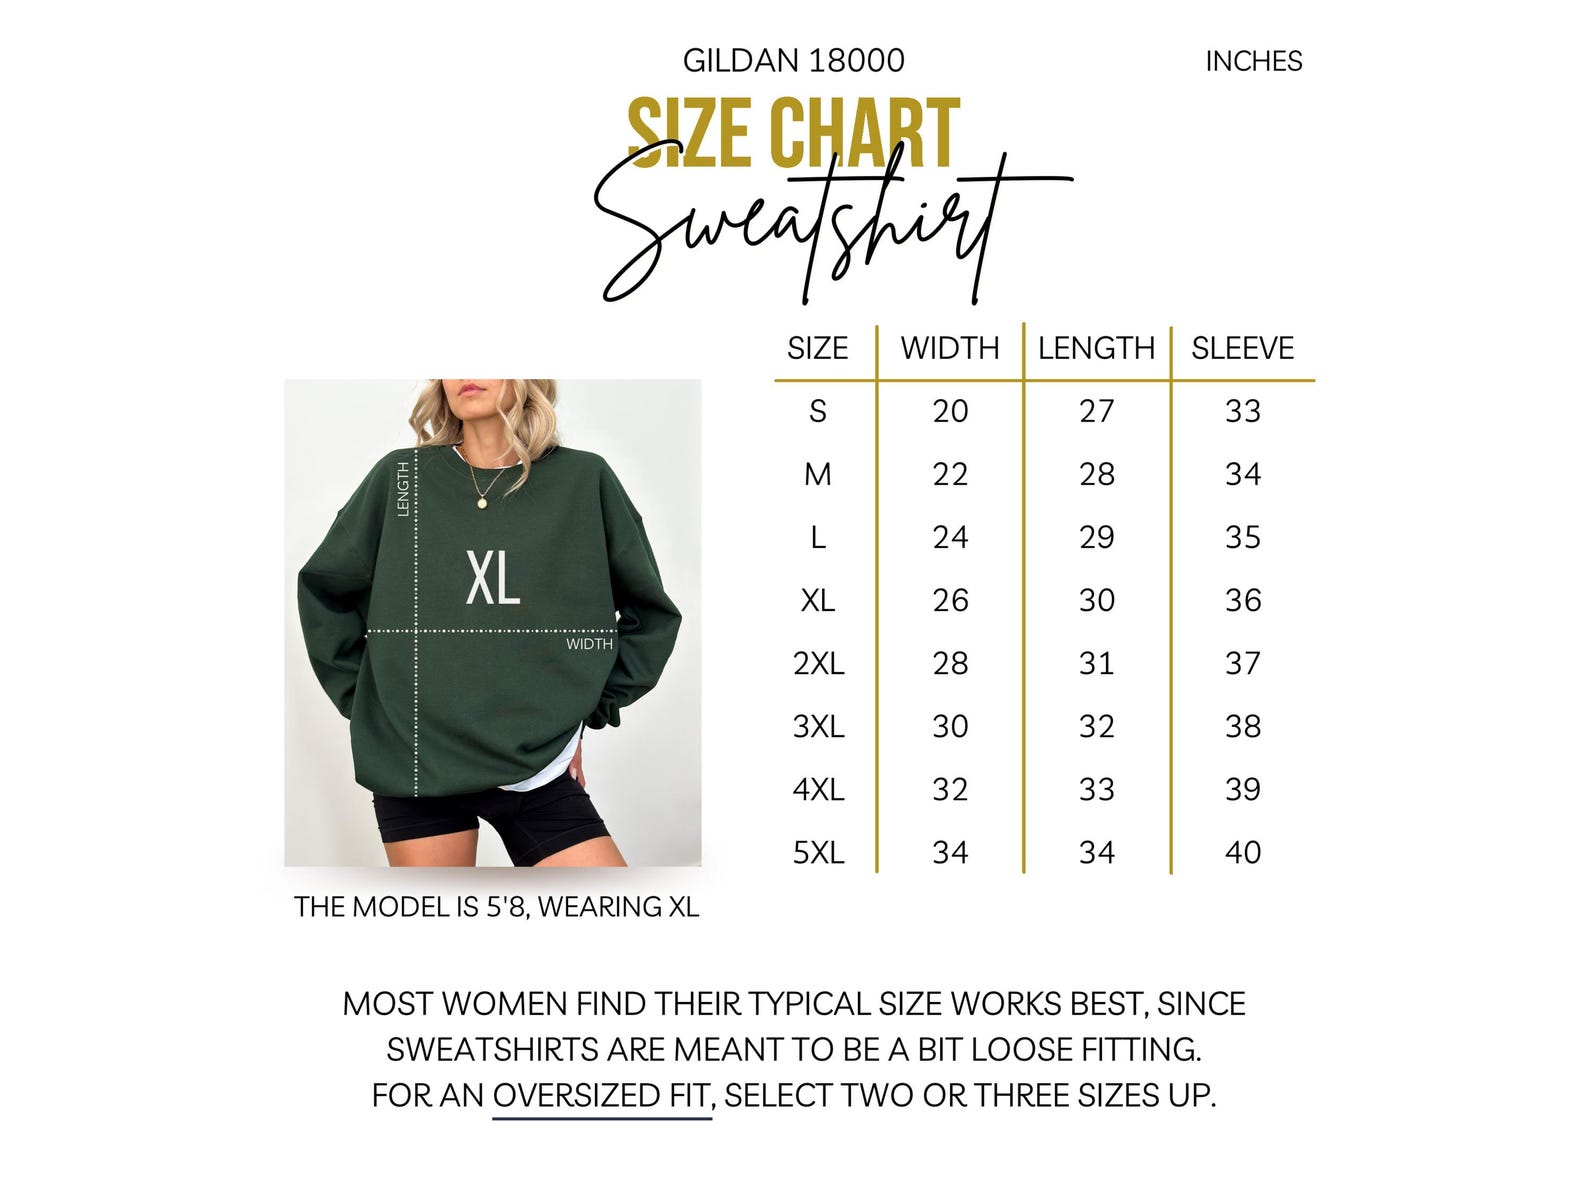 GILDAN 18000
INCHES
SIZE CHART
Sweatshirt
SIZE WIDTH LENGTH SLEEVE
S 20 27 33
M 22 28 34
L 24 29 35
XL 26 30 36
2XL 28 31 37
3XL 30 32 38
4XL 32 33 39
5XL 34 34 40
LENGTH
XL
WIDTH
THE MODEL IS 5'8, WEARING XL
MOST WOMEN FIND THEIR TYPICAL SIZE WORKS BEST, SINCE
SWEATSHIRTS ARE MEANT TO BE A BIT LOOSE FITTING.
FOR AN OVERSIZED FIT, SELECT TWO OR THREE SIZES UP.